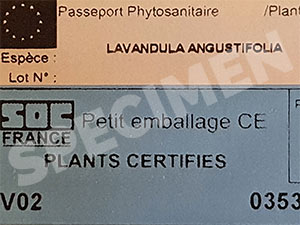 Passeport Phytosanitaire /Plant
LAVANDULA ANGUSTIFOLIA
Espèce :
Lot N° :
SPECIMEN
SOC Petit emballage CE
FRANCE
PLANTS CERTIFIES
V02 0353